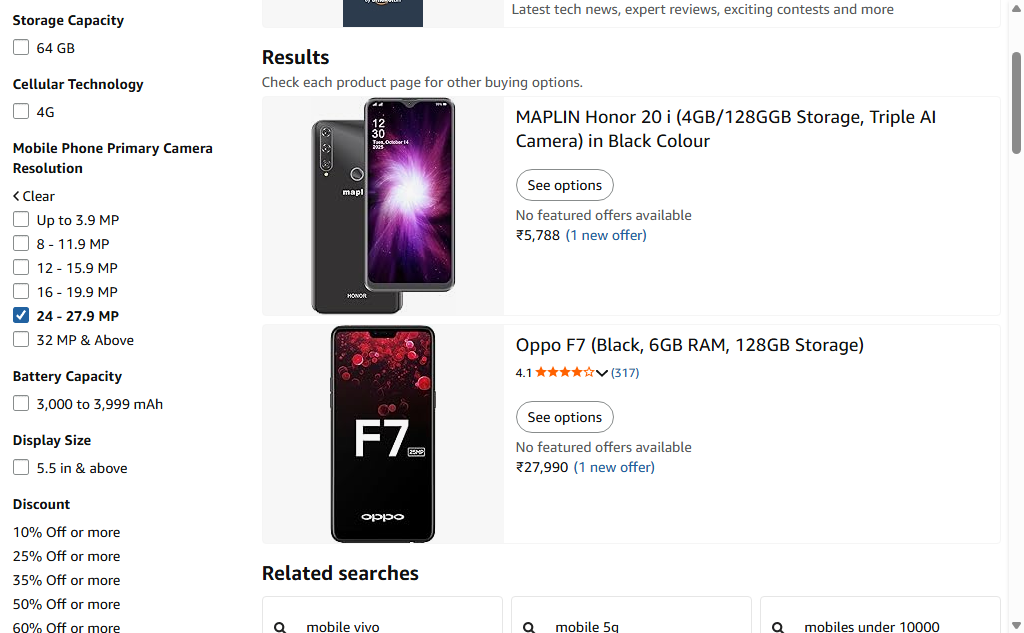 Storage Capacity
64 GB
Cellular Technology
4G
Mobile Phone Primary Camera
Resolution
Clear
Up to 3.9 MP
8 - 11.9 MP
12 - 15.9 MP
16 - 19.9 MP
24 - 27.9 MP
32 MP & Above
Battery Capacity
3,000 to 3,999 mAh
Display Size
5.5 in & above
Discount
10% Off or more
25% Off or more
35% Off or more
50% Off or more
60% Off or more
Latest tech news, expert reviews, exciting contests and more
Results
Check each product page for other buying options.
12
30
Tues, October 14
2025
mapl
HONOR
MAPLIN Honor 20 i (4GB/128GGB Storage, Triple AI
Camera) in Black Colour
See options
No featured offers available
₹5,788 (1 new offer)
F7
25MP
oppo
Oppo F7 (Black, 6GB RAM, 128GB Storage)
4.1 (317)
See options
No featured offers available
₹27,990 (1 new offer)
Related searches
mobile vivo
mobile 5g
mobiles under 10000